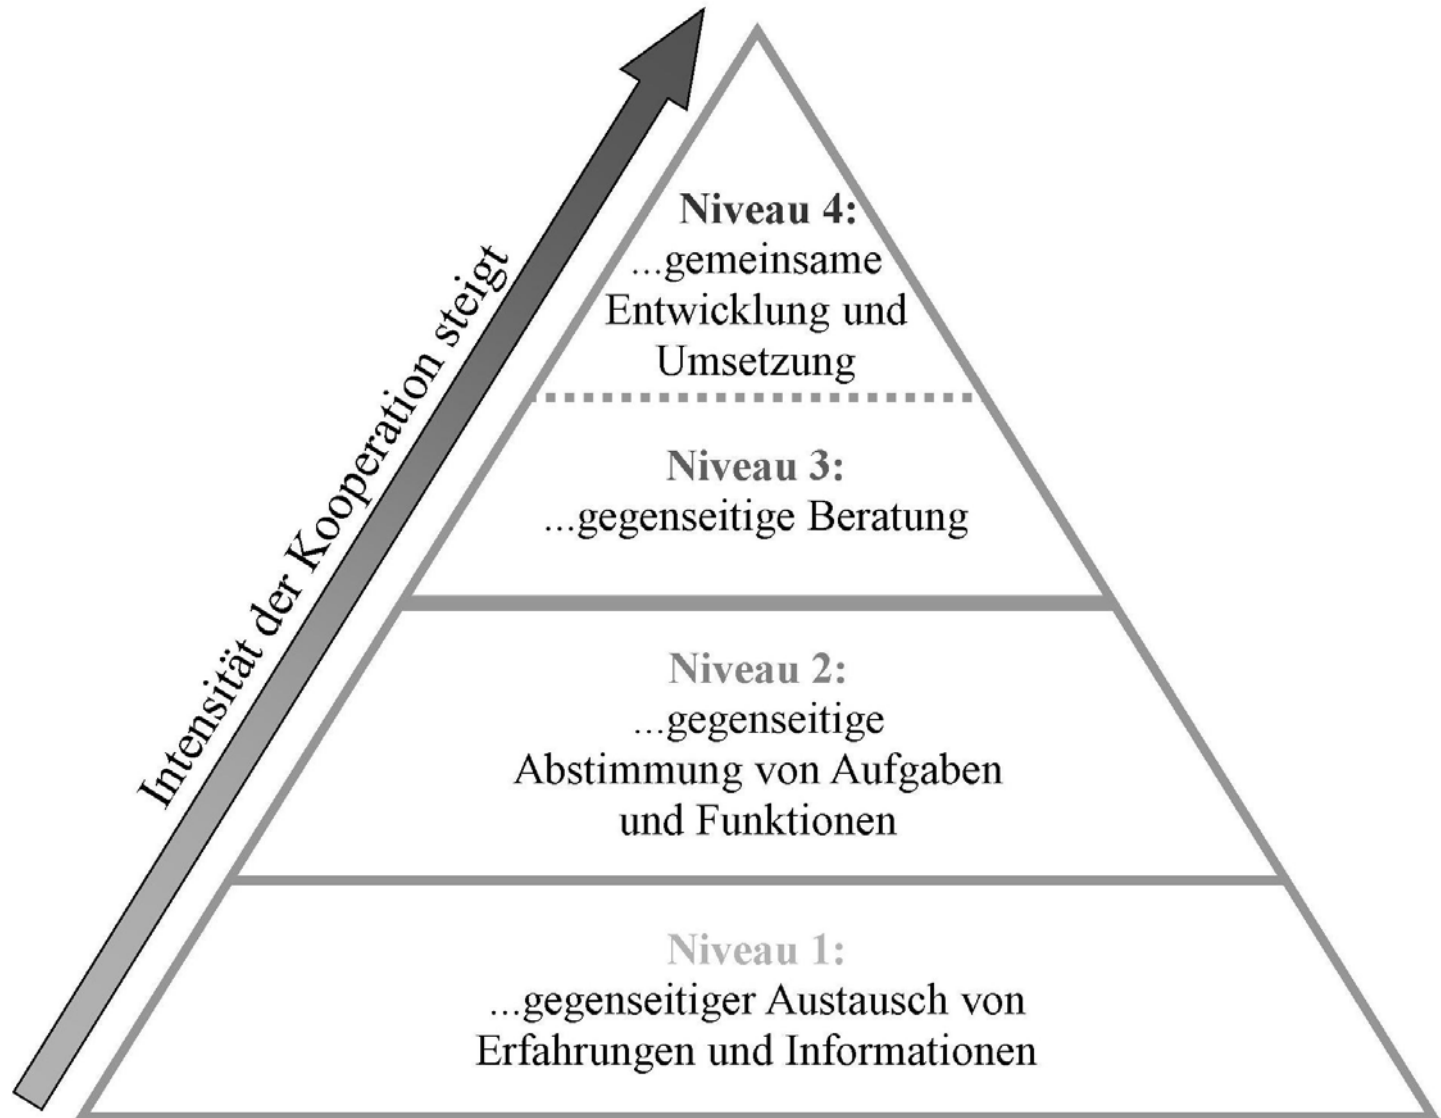 Niveau 4:
...gemeinsame
Entwicklung und
Umsetzung
Niveau 3:
...gegenseitige Beratung
Niveau 2:
...gegenseitige
Abstimmung von Aufgaben
und Funktionen
Niveau 1:
...gegenseitiger Austausch von
Erfahrungen und Informationen
Intensität der Kooperation steigt